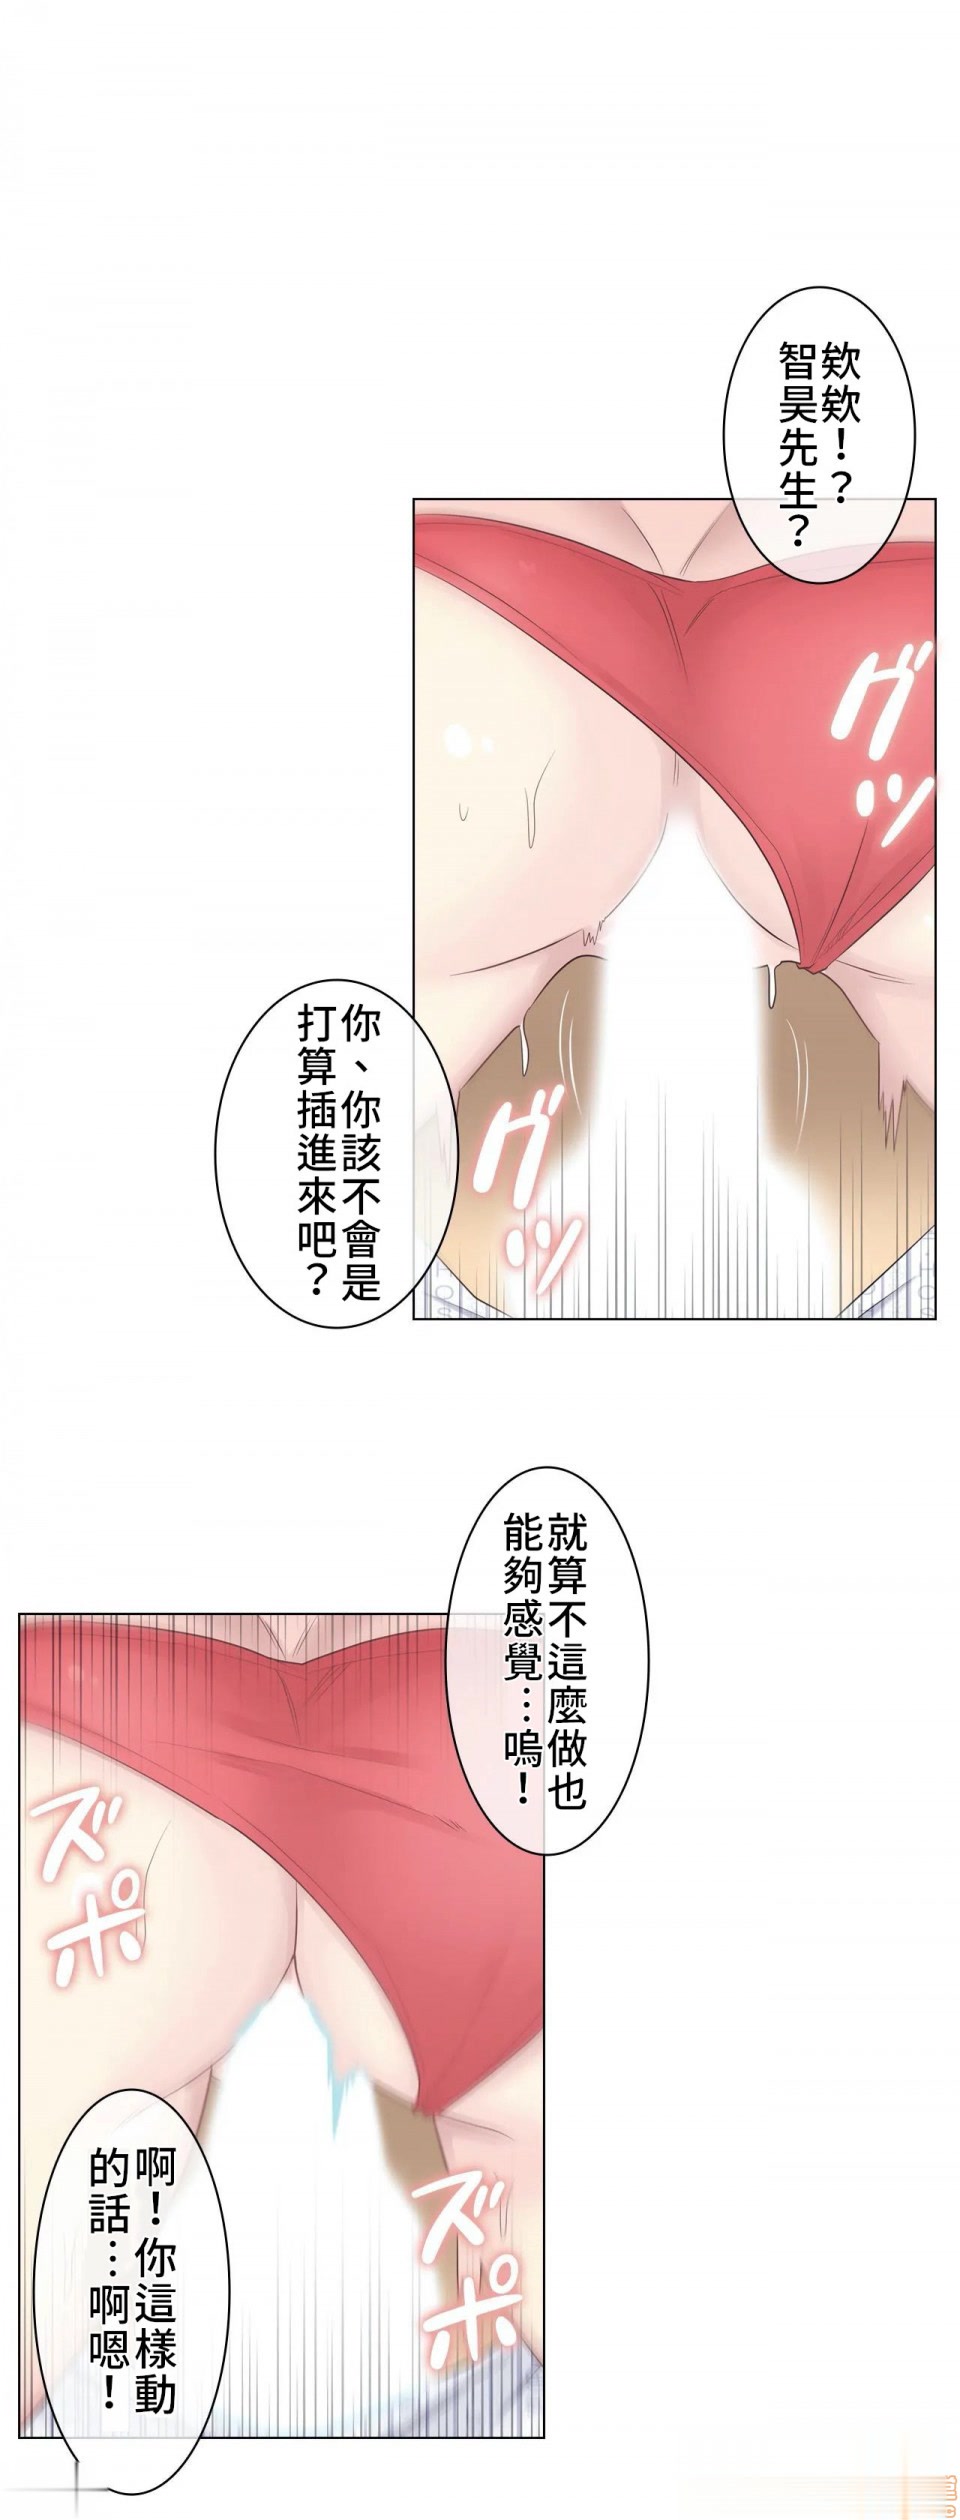 欸欸！？
智昊先生？
グッ
你、你該不會是
打算插進來吧？
グッ
就算不這麼做也
能夠感覺⋯嗚！
ズポ
啊！你這樣動
的話⋯啊嗯！
ズポ